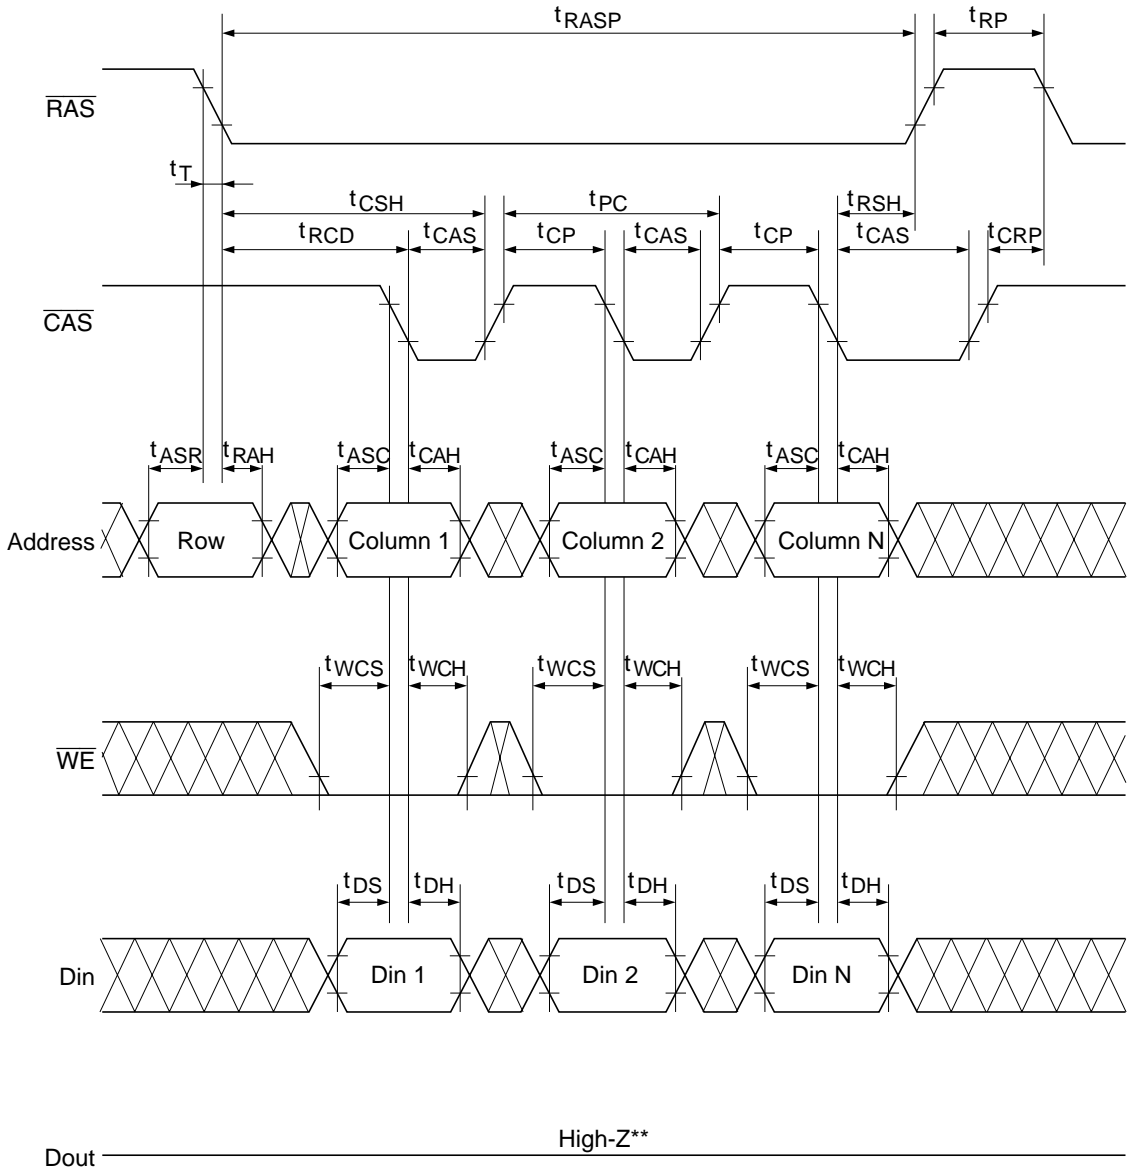 tRASP tRP
RAS
tT
tCSH tPC tRSH
tRCD tCAS tCP tCAS tCP tCAS tCRP
CAS
tASR tRAH tASC tCAH tASC tCAH tASC tCAH
Address Row Column 1 Column 2 Column N
tWCS tWCH tWCS tWCH tWCS tWCH
WE
tDS tDH tDS tDH tDS tDH
Din Din 1 Din 2 Din N
High-Z**
Dout